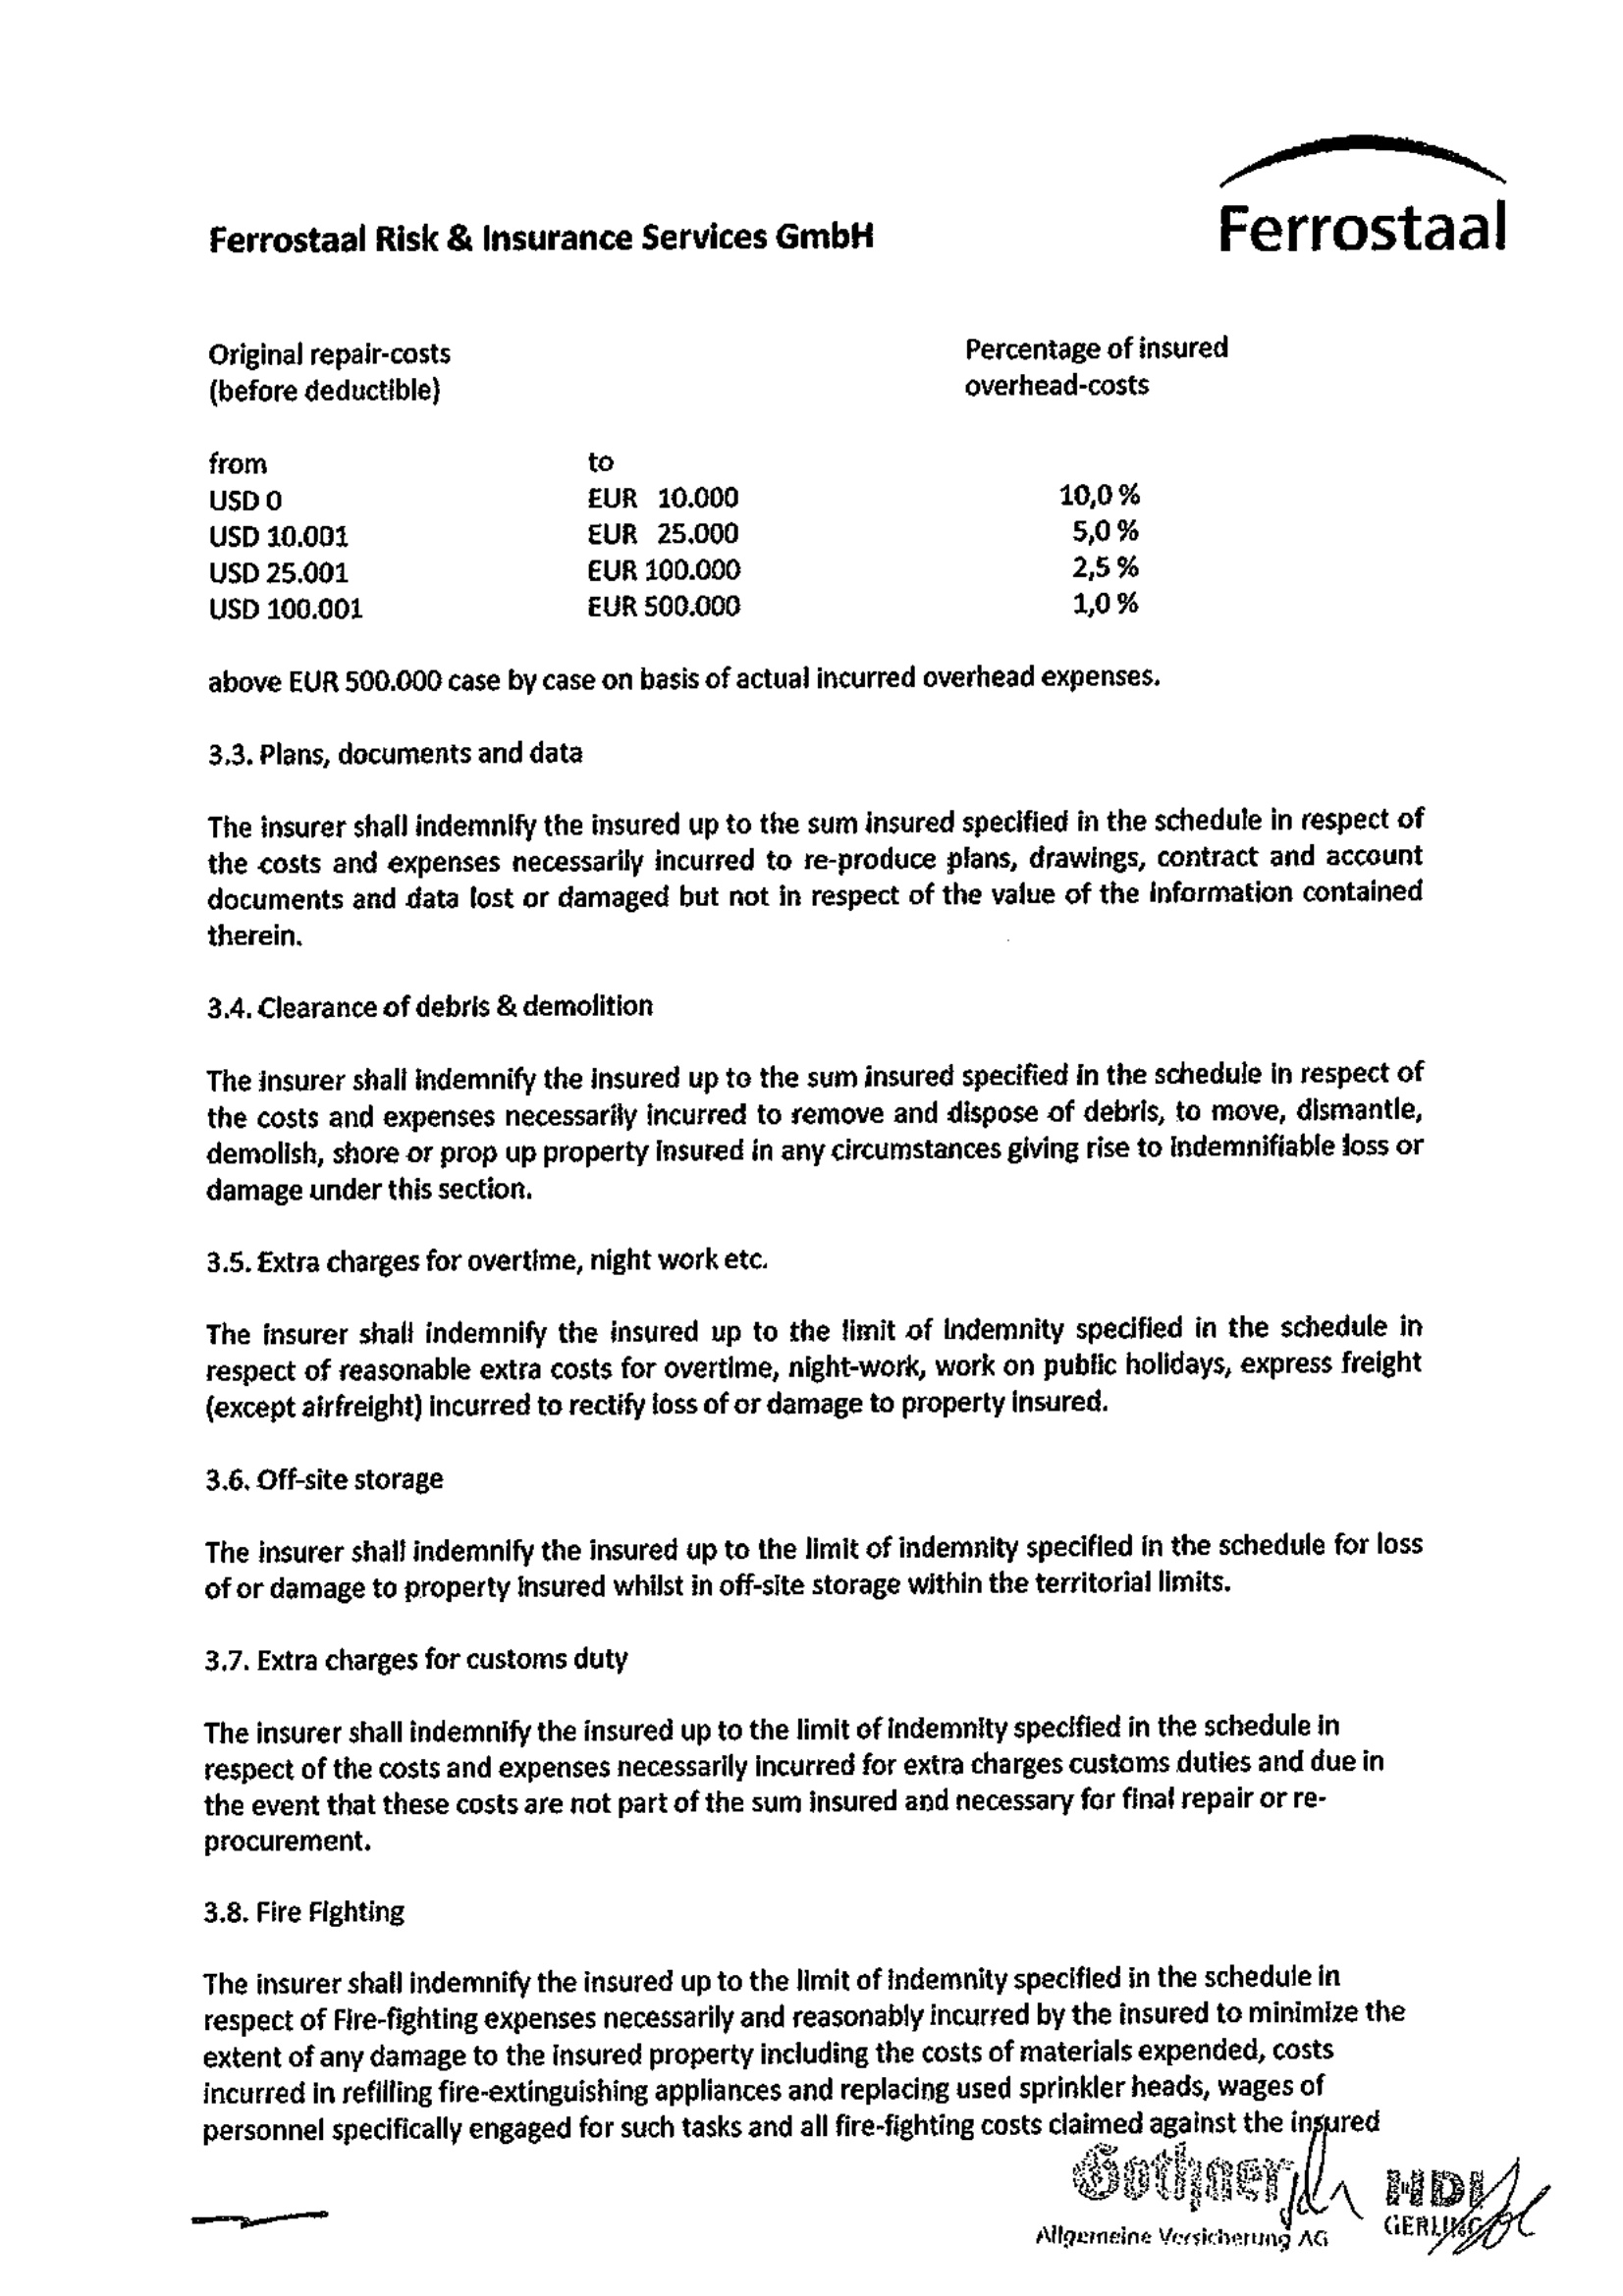 Ferrostaal Risk & Insurance Services GmbH
Ferrostaal
Original repair-costs
(before deductible)
Percentage of insured
overhead-costs
from to
USD 0 EUR 10.000 10,0 %
USD 10.001 EUR 25.000 5,0 %
USD 25.001 EUR 100.000 2,5 %
USD 100.001 EUR 500.000 1,0 %
above EUR 500.000 case by case on basis of actual incurred overhead expenses.
3.3. Plans, documents and data
The insurer shall indemnify the insured up to the sum insured specified in the schedule in respect of
the costs and expenses necessarily incurred to re-produce plans, drawings, contract and account
documents and data lost or damaged but not in respect of the value of the information contained
therein.
3.4. Clearance of debris & demolition
The insurer shall indemnify the insured up to the sum insured specified in the schedule in respect of
the costs and expenses necessarily incurred to remove and dispose of debris, to move, dismantle,
demolish, shore or prop up property insured in any circumstances giving rise to indemnifiable loss or
damage under this section.
3.5. Extra charges for overtime, night work etc.
The insurer shall indemnify the insured up to the limit of indemnity specified in the schedule in
respect of reasonable extra costs for overtime, night-work, work on public holidays, express freight
(except airfreight) incurred to rectify loss of or damage to property insured.
3.6. Off-site storage
The insurer shall indemnify the insured up to the limit of indemnity specified in the schedule for loss
of or damage to property insured whilst in off-site storage within the territorial limits.
3.7. Extra charges for customs duty
The insurer shall indemnify the insured up to the limit of indemnity specified in the schedule in
respect of the costs and expenses necessarily incurred for extra charges customs duties and due in
the event that these costs are not part of the sum insured and necessary for final repair or re-
procurement.
3.8. Fire Fighting
The insurer shall indemnify the insured up to the limit of indemnity specified in the schedule in
respect of Fire-fighting expenses necessarily and reasonably incurred by the insured to minimize the
extent of any damage to the insured property including the costs of materials expended, costs
incurred in refilling fire-extinguishing appliances and replacing used sprinkler heads, wages of
personnel specifically engaged for such tasks and all fire-fighting costs claimed against the insured
Gothaer
Allgemeine Versicherung AG
HDI
GERLING